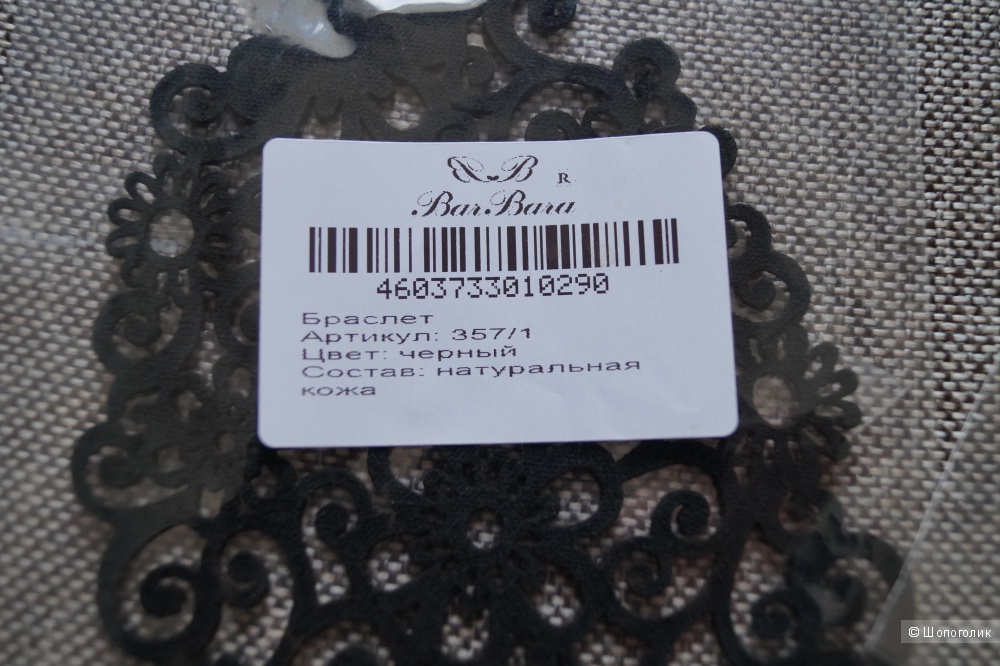 B B R
BarBara
4603733010290
Браслет
Артикул: 357/1
Цвет: черный
Состав: натуральная
кожа
© Шопоголик